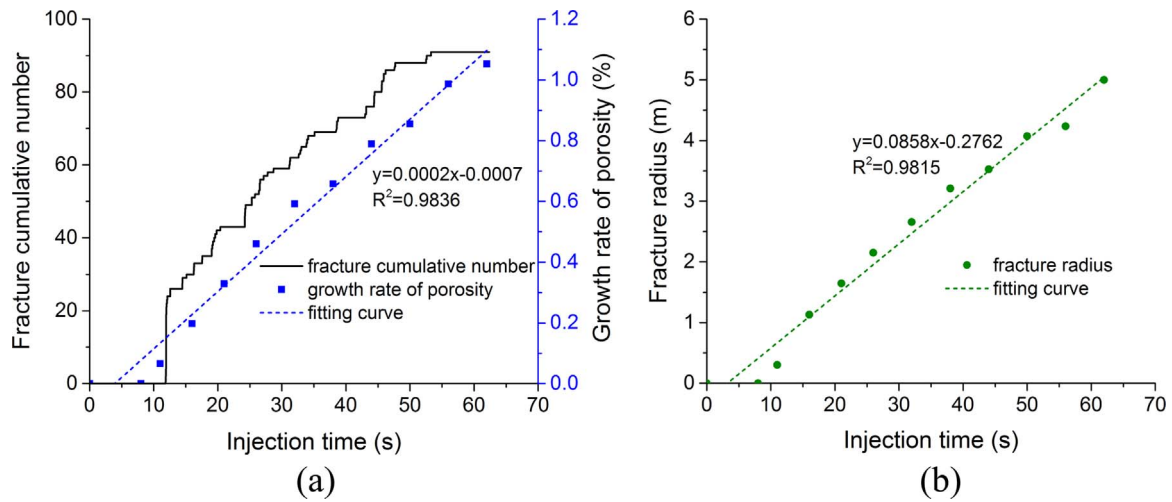 100
80
60
40
20
0
Fracture cumulative number
1.2
1.0
0.8
0.6
0.4
0.2
0.0
Growth rate of porosity (%)
y=0.0002x-0.0007
R²=0.9836
fracture cumulative number
growth rate of porosity
fitting curve
0 10 20 30 40 50 60 70
Injection time (s)
(a)
6
5
4
3
2
1
0
Fracture radius (m)
y=0.0858x-0.2762
R²=0.9815
fracture radius
fitting curve
0 10 20 30 40 50 60 70
Injection time (s)
(b)